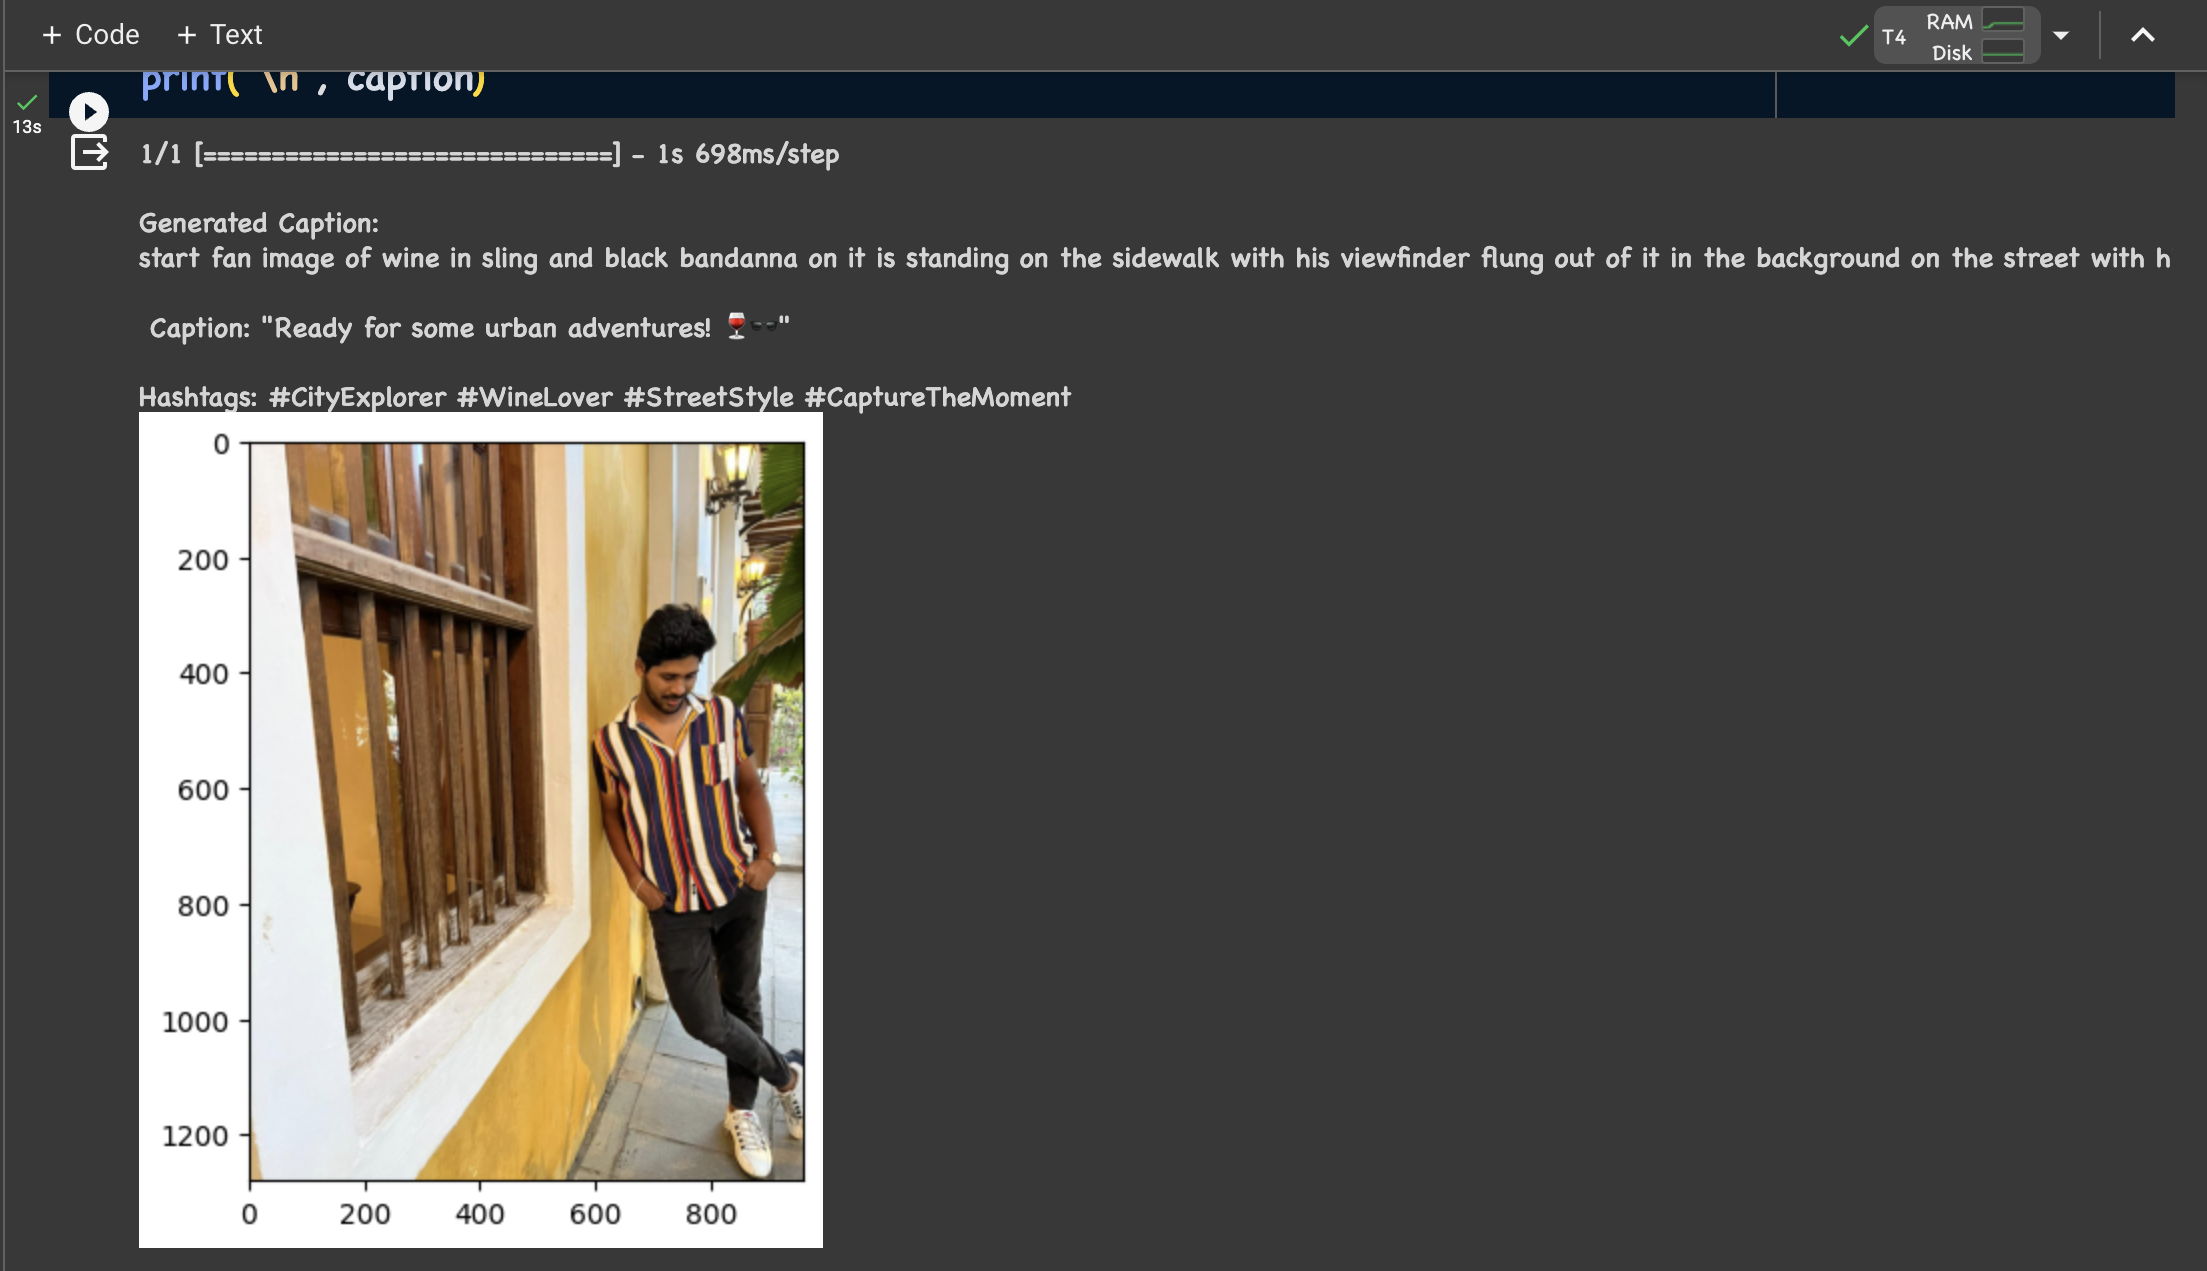 + Code + Text
T4 RAM
Disk
print("\n", caption)
13s
1/1 [==============================] - 1s 698ms/step
Generated Caption:
start fan image of wine in sling and black bandanna on it is standing on the sidewalk with his viewfinder flung out of it in the background on the street with h
Caption: "Ready for some urban adventures! 🍷🕶️"
Hashtags: #CityExplorer #WineLover #StreetStyle #CaptureTheMoment
0
200
400
600
800
1000
1200
0 200 400 600 800